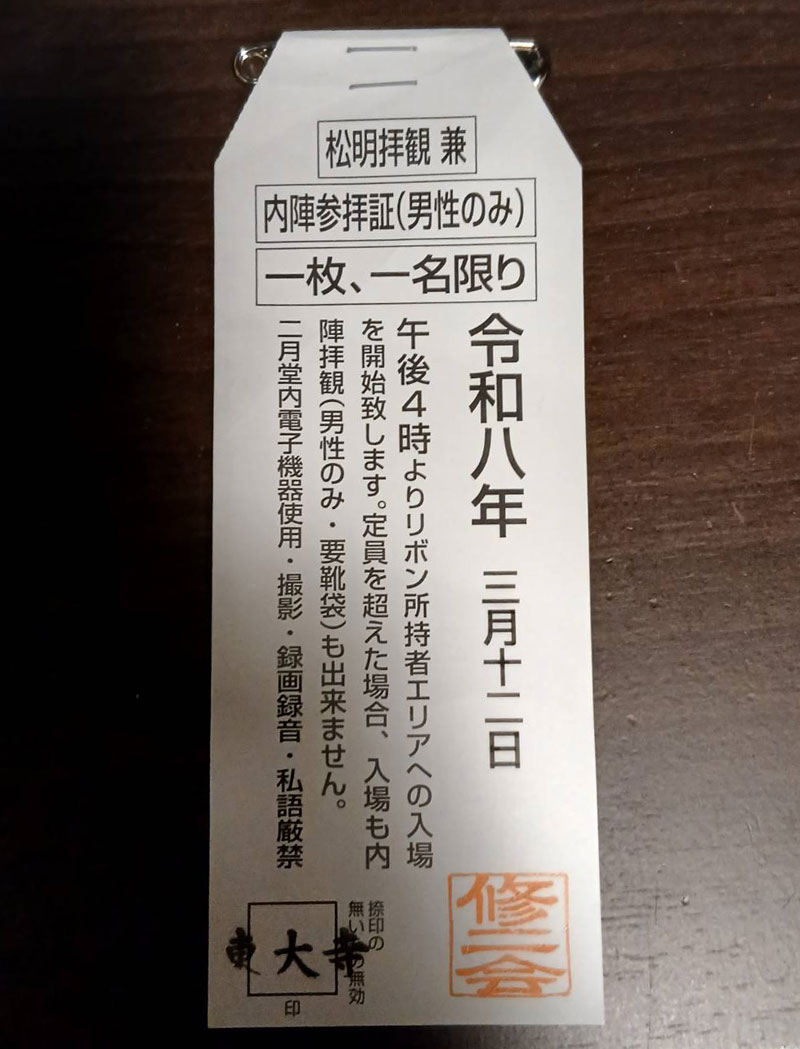 松明拝観 兼
内陣参拝証(男性のみ)
一枚、一名限り
令和八年 三月十二日
午後4時よりリボン所持者エリアへの入場
を開始致します。定員を超えた場合、入場も内
陣拝観(男性のみ・要靴袋)も出来ません。
二月堂内電子機器使用・撮影・録画録音・私語厳禁
修二会
捺印の
無い
無効
東大寺
印